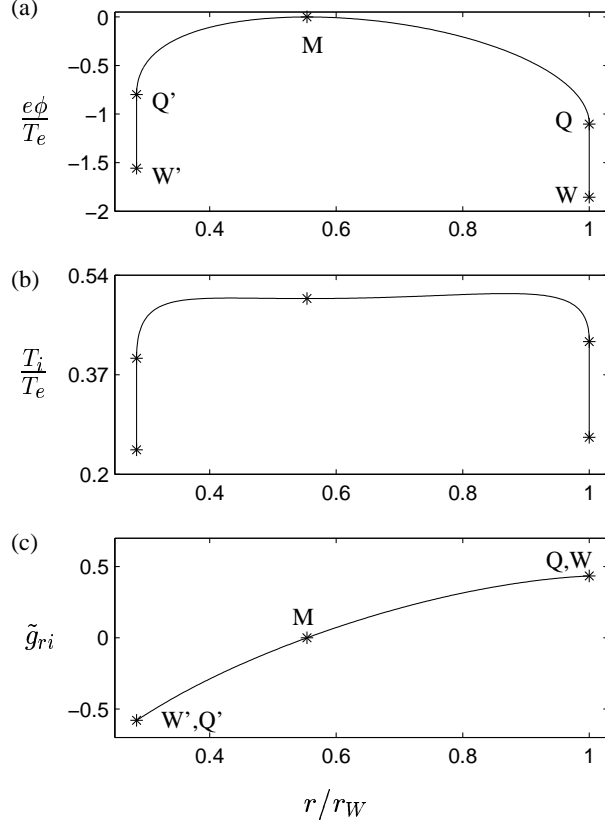 (a)
0
−0.5
−1
−1.5
−2
eϕ
T_e
M
Q’
W’
Q
W
0.4 0.6 0.8 1
(b)
0.54
0.37
0.2
T_i
T_e
0.4 0.6 0.8 1
(c)
0.5
0
−0.5
g̃_{ri}
Q,W
M
W’,Q’
0.4 0.6 0.8 1
r/r_W